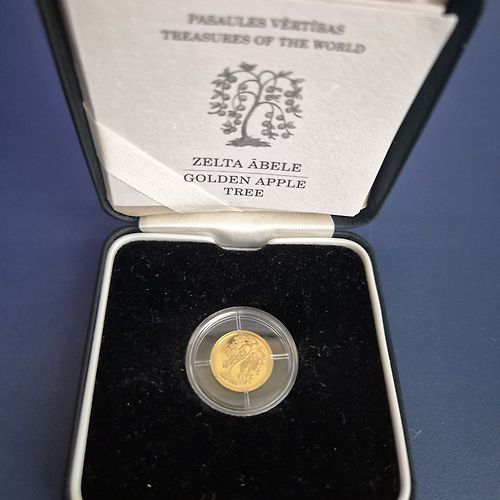 PASAULES VĒRTĪBAS
TREASURES OF THE WORLD
ZELTA ĀBELE
GOLDEN APPLE
TREE